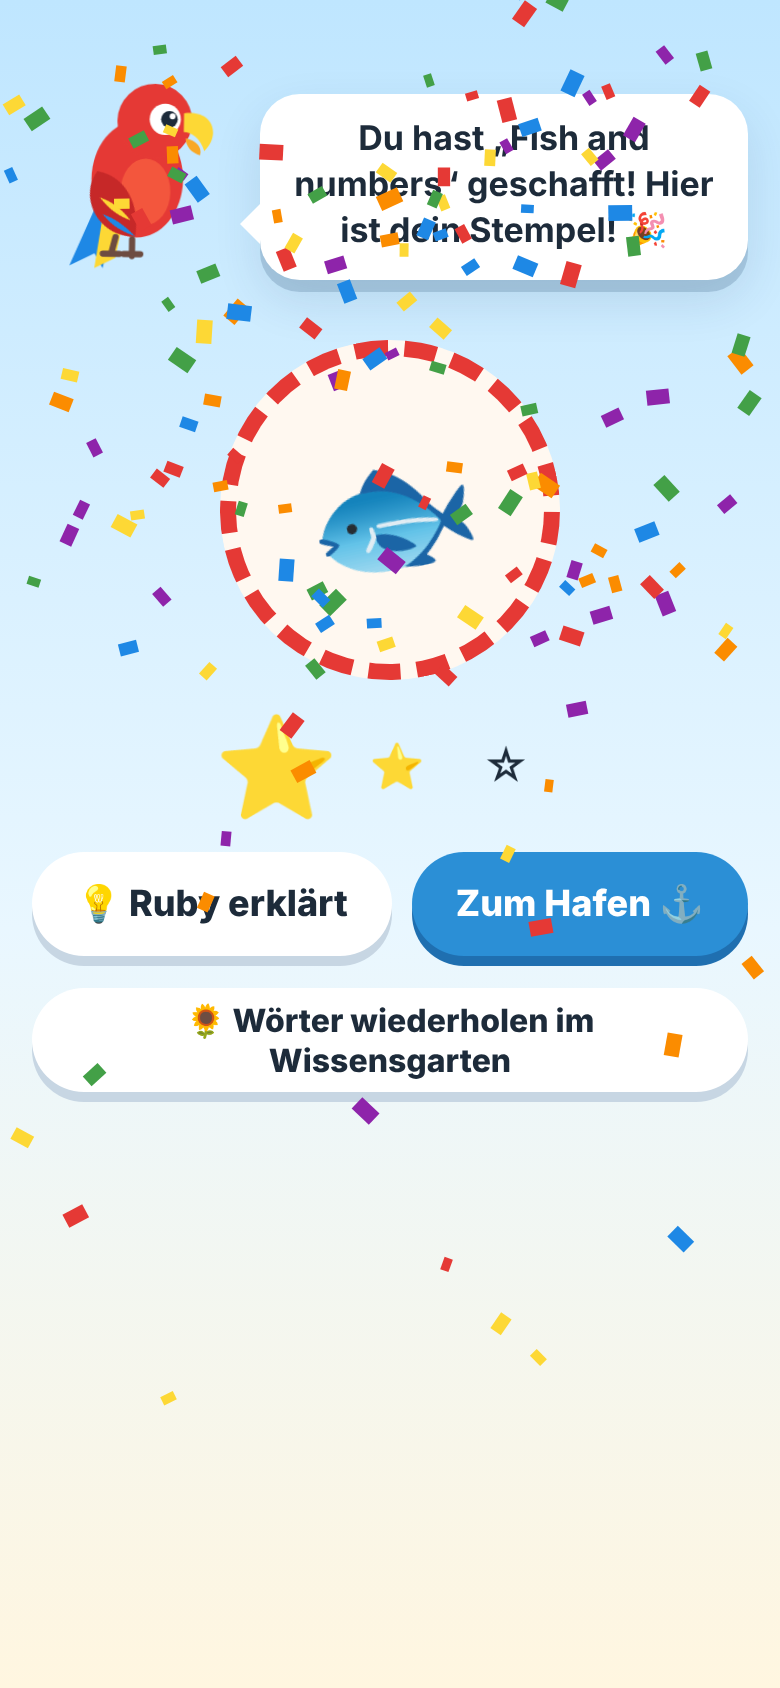 Du hast „Fish and
numbers“ geschafft! Hier
ist dein Stempel! 🎉
💡 Ruby erklärt
Zum Hafen ⚓
🌻 Wörter wiederholen im
Wissensgarten